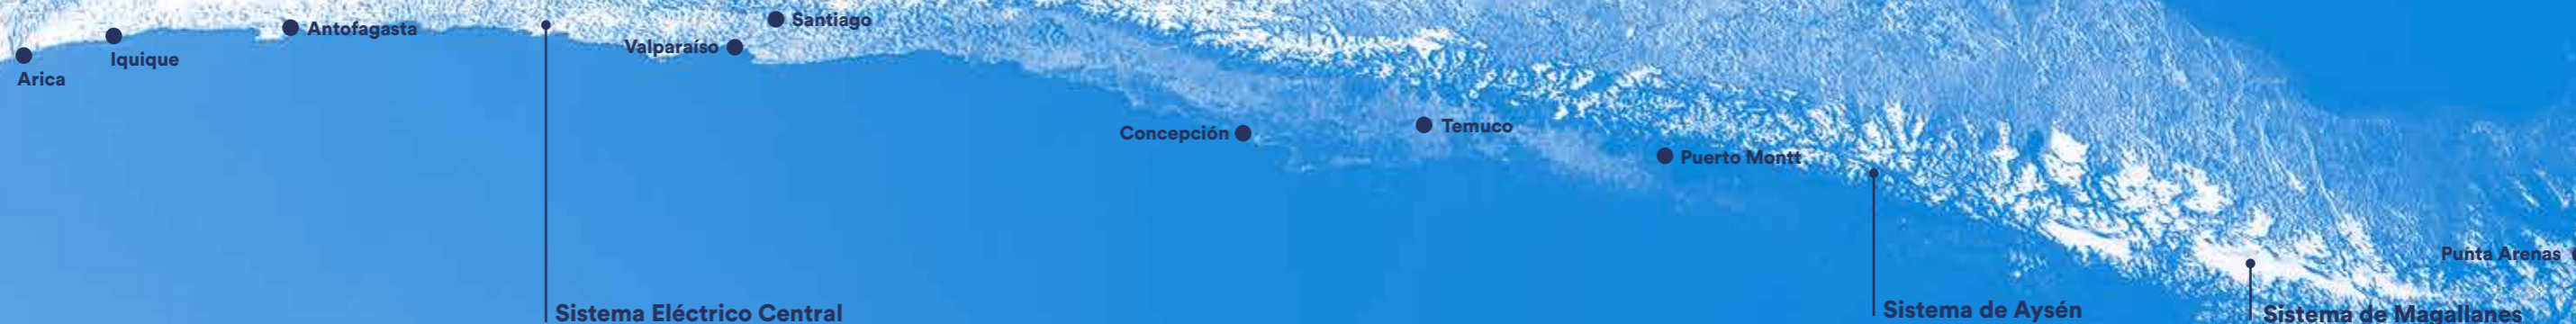 Santiago
Antofagasta
Valparaíso
Iquique
Arica
Temuco
Concepción
Puerto Montt
Punta Arenas
Sistema Eléctrico Central
Sistema de Aysén
Sistema de Magallanes